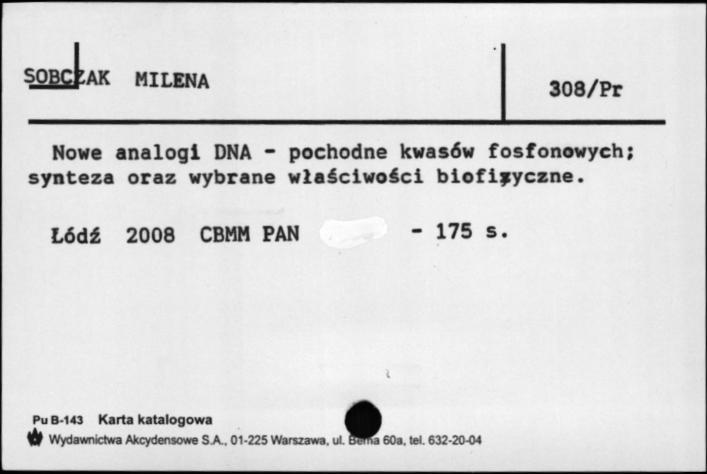 SOBCZAK MILENA
308/Pr
Nowe analogi DNA - pochodne kwasów fosfonowych;
synteza oraz wybrane właściwości biofizyczne.
Łódź 2008 CBMM PAN - 175 s.
Pu B-143 Karta katalogowa
Wydawnictwa Akcydensowe S.A., 01-225 Warszawa, ul. Bema 60a, tel. 632-20-04